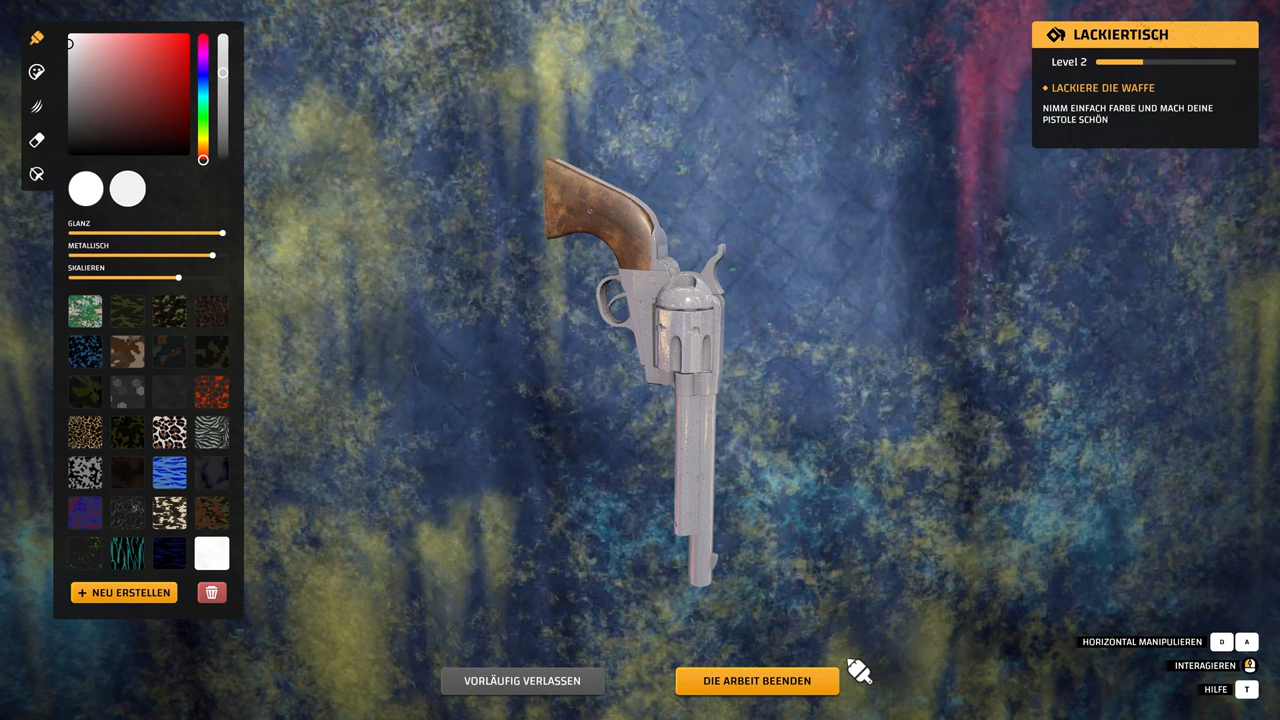 GLANZ
METALLISCH
SKALIEREN
+ NEU ERSTELLEN
LACKIERTISCH
Level 2
LACKIERE DIE WAFFE
NIMM EINFACH FARBE UND MACH DEINE
PISTOLE SCHÖN
VORLÄUFIG VERLASSEN
DIE ARBEIT BEENDEN
HORIZONTAL MANIPULIEREN D A
INTERAGIEREN
HILFE T